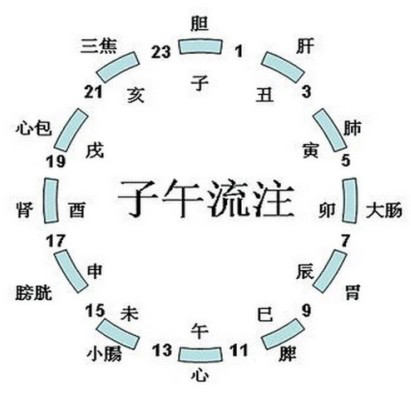 胆
23 1
子
肝
丑
3
肺
寅
5
大肠
卯
7
胃
辰
9
脾
巳
11
心
午
13
小腸
未
15
膀胱
申
17
肾
酉
19
心包
戌
21
三焦
亥
子午流注